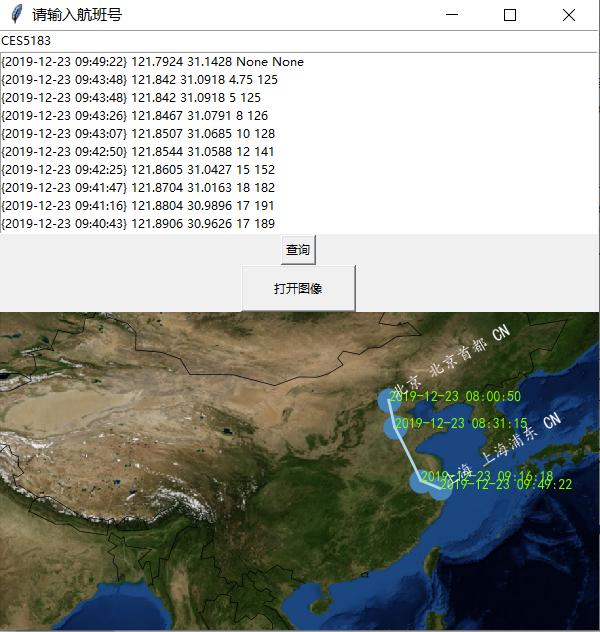 请输入航班号
CES5183
{2019-12-23 09:49:22} 121.7924 31.1428 None None
{2019-12-23 09:43:48} 121.842 31.0918 4.75 125
{2019-12-23 09:43:48} 121.842 31.0918 5 125
{2019-12-23 09:43:26} 121.8467 31.0791 8 126
{2019-12-23 09:43:07} 121.8507 31.0685 10 128
{2019-12-23 09:42:50} 121.8544 31.0588 12 141
{2019-12-23 09:42:25} 121.8605 31.0427 15 152
{2019-12-23 09:41:47} 121.8704 31.0163 18 182
{2019-12-23 09:41:16} 121.8804 30.9896 17 191
{2019-12-23 09:40:43} 121.8906 30.9626 17 189
查询
打开图像
北京 北京首都 CN
2019-12-23 08:00:50
2019-12-23 08:31:15
上海 上海浦东 CN
2019-12-23 09:16:18
2019-12-23 09:49:22